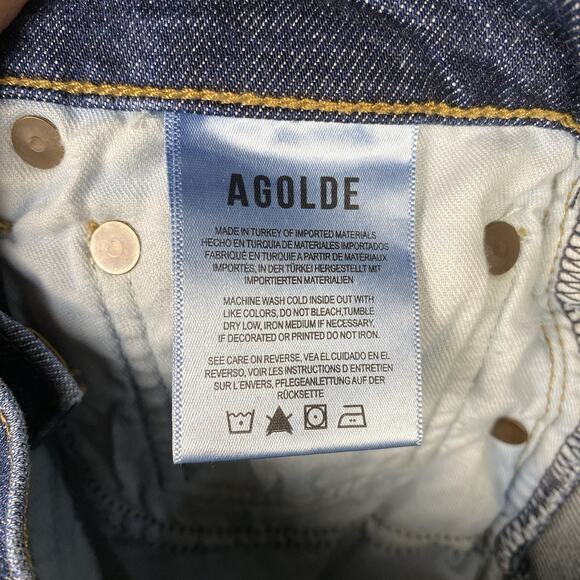 AGOLDE
MADE IN TURKEY OF IMPORTED MATERIALS
HECHO EN TURQUIA DE MATERIALES IMPORTADOS
FABRIQUÉ EN TURQUIE A PARTIR DE MATÉRIAUX
IMPORTÉS, IN DER TÜRKEI HERGESTELLT MIT
IMPORTIERTEN MATERIALIEN
MACHINE WASH COLD INSIDE OUT WITH
LIKE COLORS, DO NOT BLEACH,TUMBLE
DRY LOW, IRON MEDIUM IF NECESSARY,
IF DECORATED OR PRINTED DO NOT IRON.
SEE CARE ON REVERSE, VEA EL CUIDADO EN EL
REVERSO, VOIR LES INSTRUCTIONS D ENTRETIEN
SUR L'ENVERS, PFLEGEANLEITUNG AUF DER
RÜCKSETTE